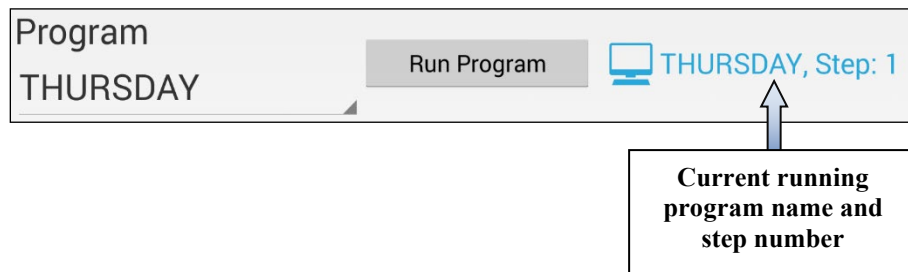 Program
THURSDAY
Run Program
THURSDAY, Step: 1
Current running
program name and
step number